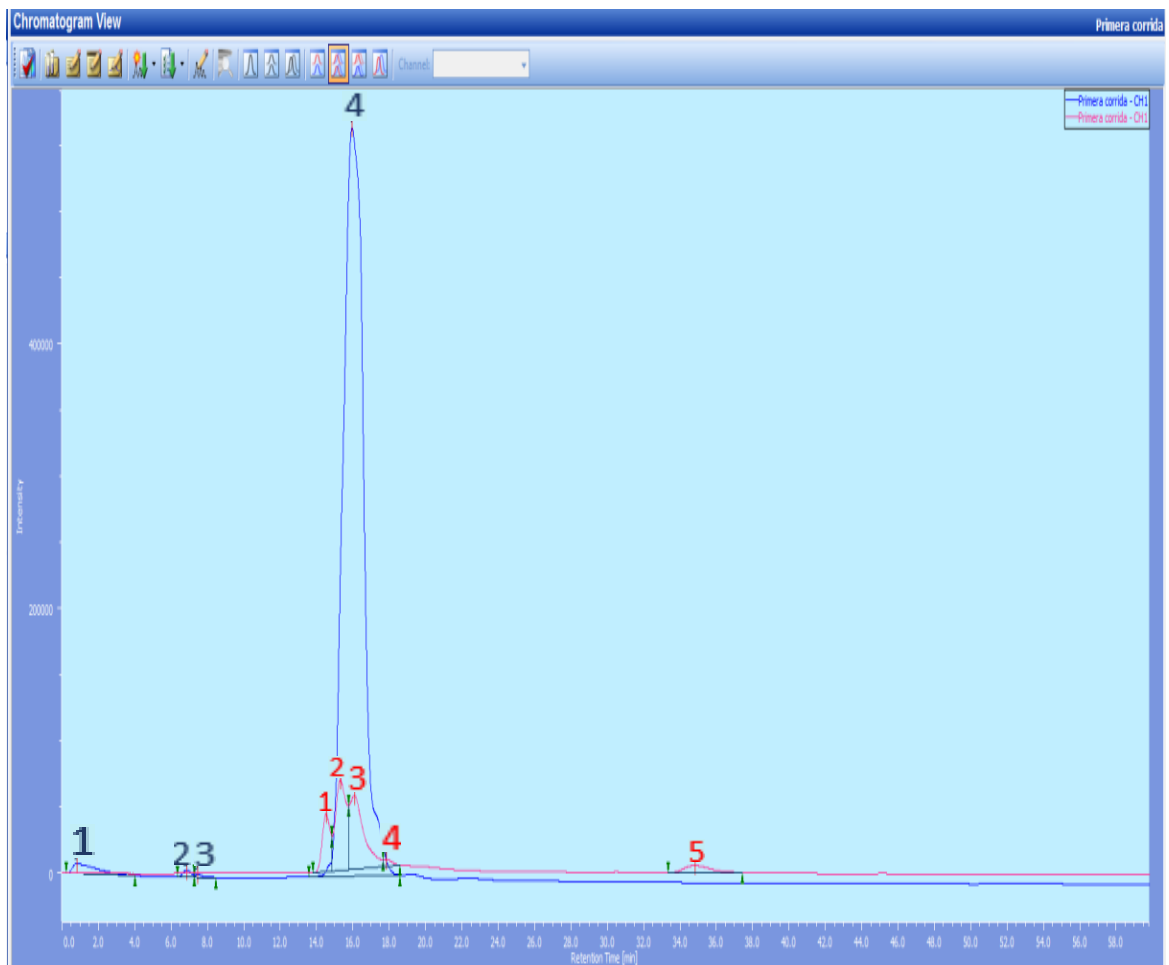 Chromatogram View
Primera corrida
Channel:
Primera corrida - CH1
Primera corrida - CH1
4
400000
Intensity
200000
2
3
1
4
1
2
3
5
0
0.0 2.0 4.0 6.0 8.0 10.0 12.0 14.0 16.0 18.0 20.0 22.0 24.0 26.0 28.0 30.0 32.0 34.0 36.0 38.0 40.0 42.0 44.0 46.0 48.0 50.0 52.0 54.0 56.0 58.0
Retention Time [min]